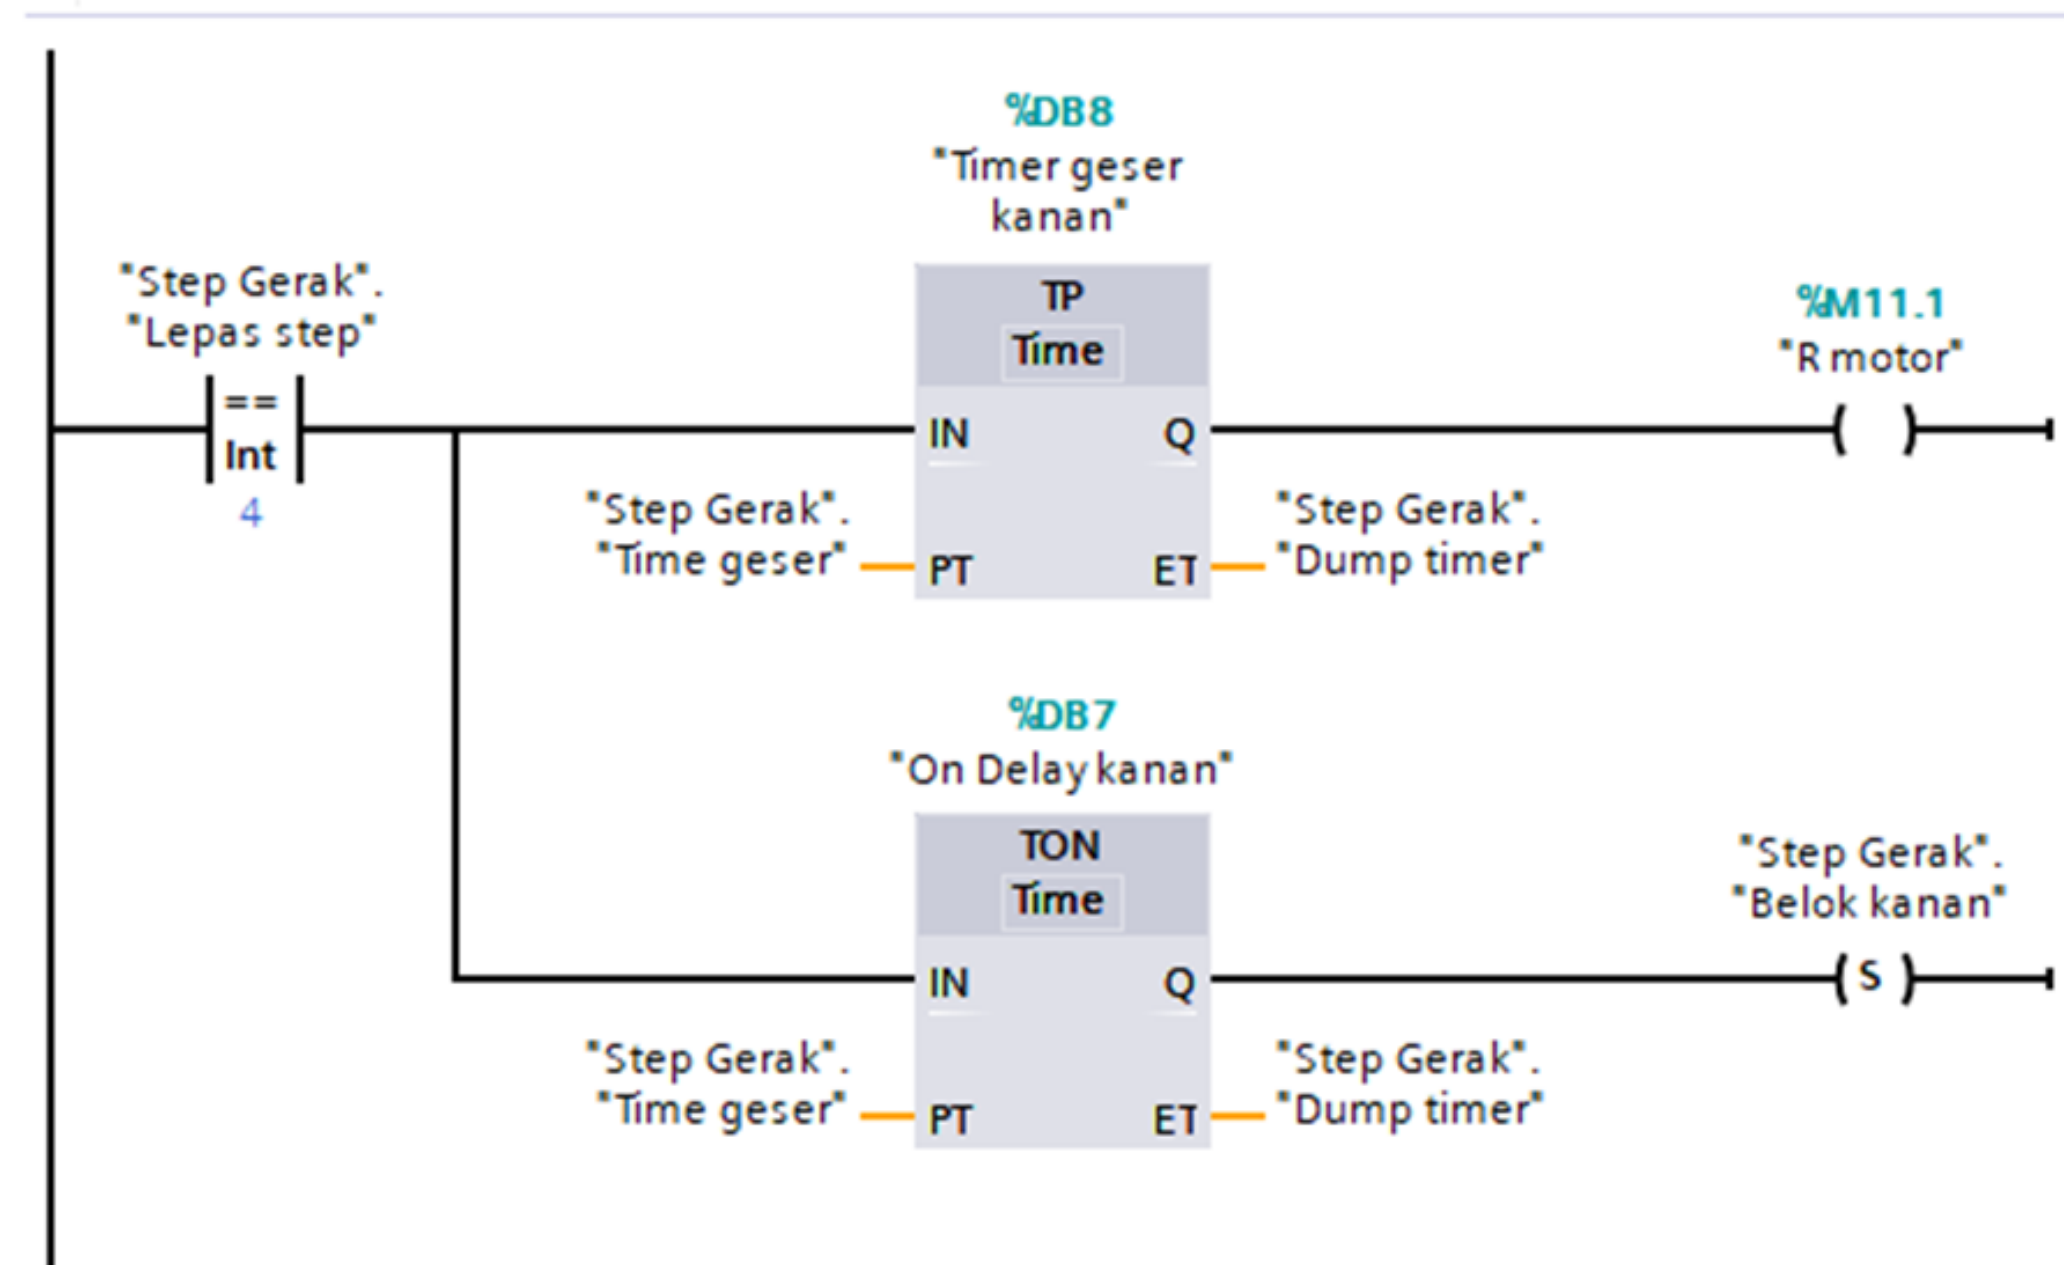 %DB8
"Timer geser
kanan"
"Step Gerak".
"Lepas step"
==
Int
4
TP
Time
IN
Q
"Step Gerak".
"Time geser"
PT
ET
"Step Gerak".
"Dump timer"
%M11.1
"R motor"
( )
%DB7
"On Delay kanan"
TON
Time
IN
Q
"Step Gerak".
"Time geser"
PT
ET
"Step Gerak".
"Dump timer"
"Step Gerak".
"Belok kanan"
( S )